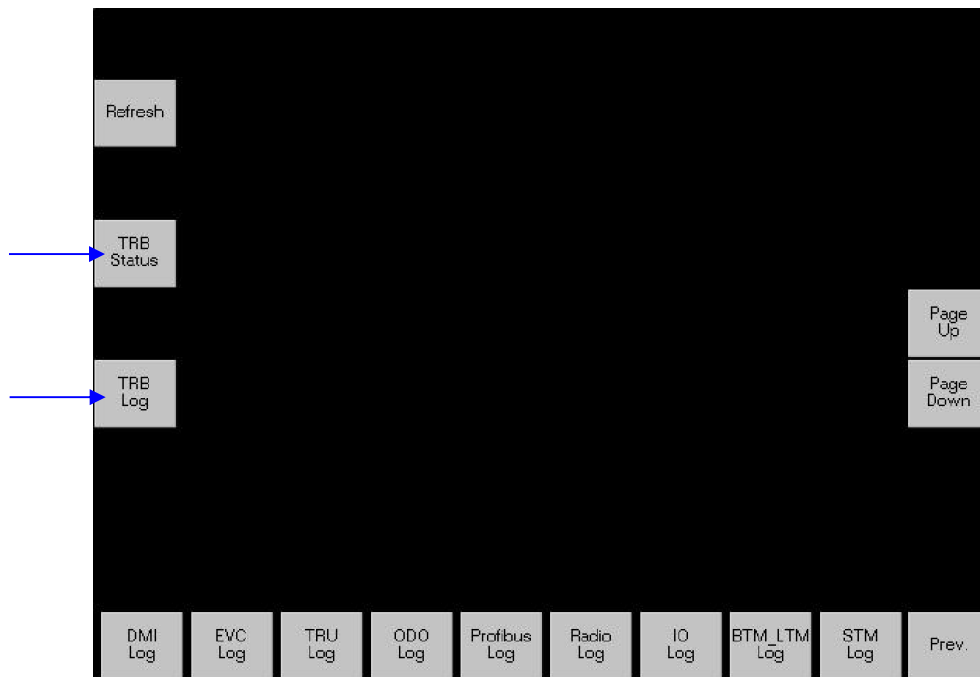 Refresh
TRB
Status
Page
Up
TRB
Log
Page
Down
DMI
Log
EVC
Log
TRU
Log
ODO
Log
Profibus
Log
Radio
Log
IO
Log
BTM_LTM
Log
STM
Log
Prev.